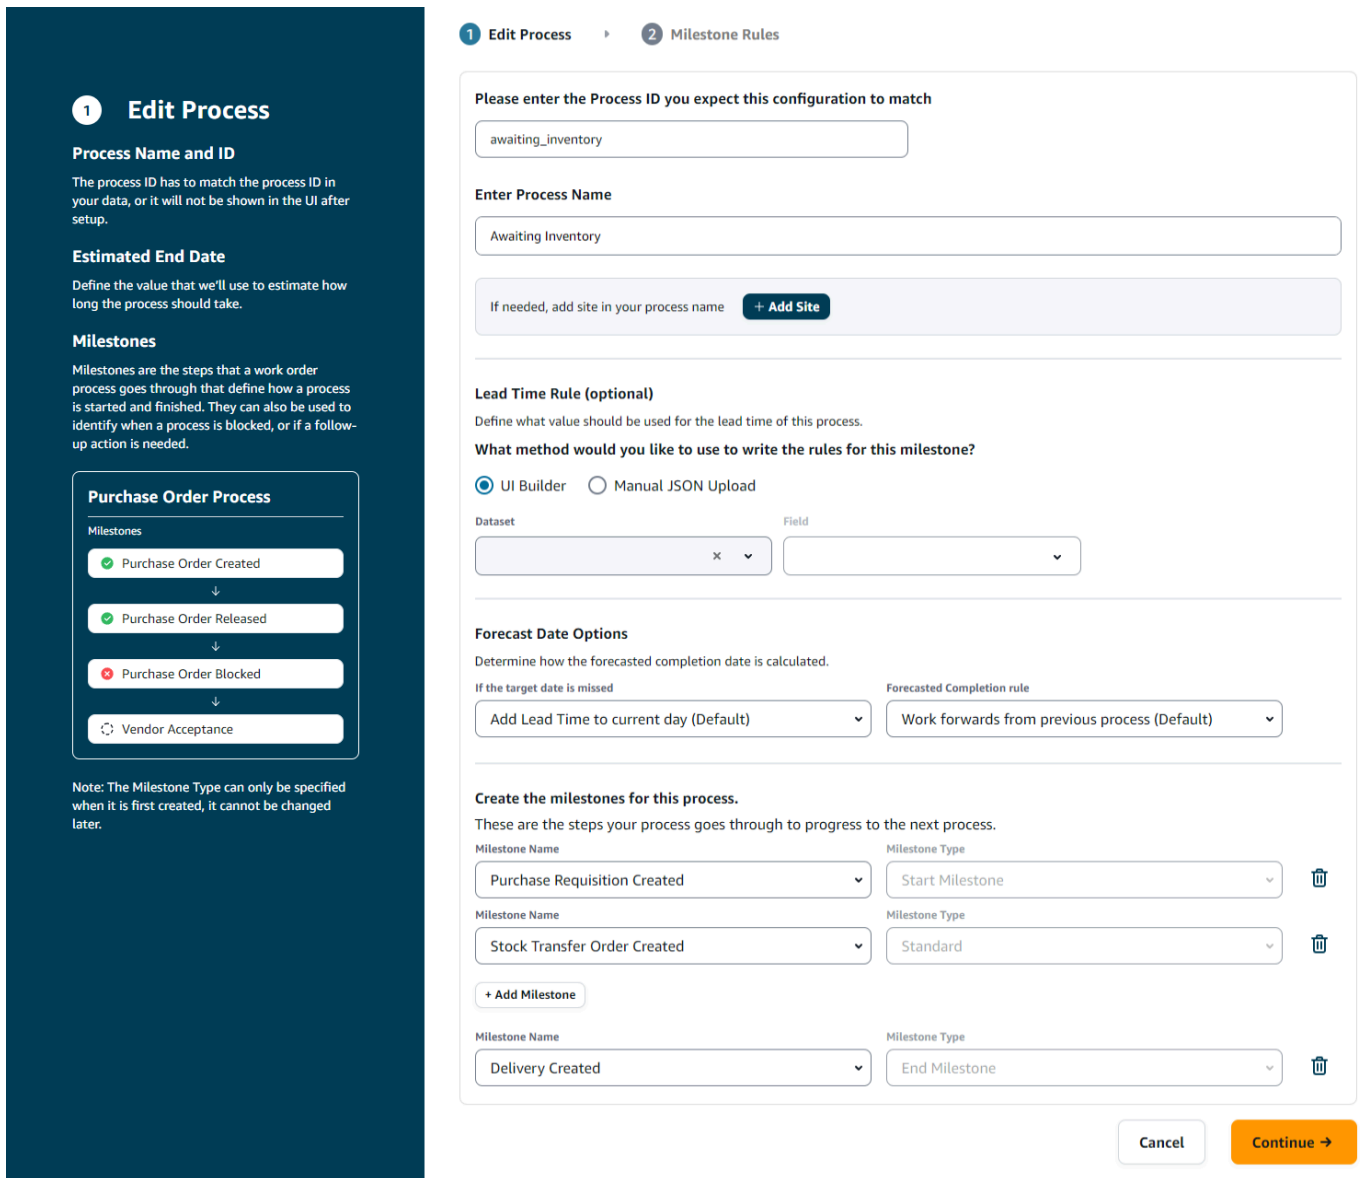 1 Edit Process
Process Name and ID
The process ID has to match the process ID in
your data, or it will not be shown in the UI after
setup.
Estimated End Date
Define the value that we'll use to estimate how
long the process should take.
Milestones
Milestones are the steps that a work order
process goes through that define how a process
is started and finished. They can also be used to
identify when a process is blocked, or if a follow-
up action is needed.
Purchase Order Process
Milestones
Purchase Order Created
Purchase Order Released
Purchase Order Blocked
Vendor Acceptance
Note: The Milestone Type can only be specified
when it is first created, it cannot be changed
later.
1 Edit Process 2 Milestone Rules
Please enter the Process ID you expect this configuration to match
awaiting_inventory
Enter Process Name
Awaiting Inventory
If needed, add site in your process name + Add Site
Lead Time Rule (optional)
Define what value should be used for the lead time of this process.
What method would you like to use to write the rules for this milestone?
UI Builder Manual JSON Upload
Dataset Field
Forecast Date Options
Determine how the forecasted completion date is calculated.
If the target date is missed Forecasted Completion rule
Add Lead Time to current day (Default) Work forwards from previous process (Default)
Create the milestones for this process.
These are the steps your process goes through to progress to the next process.
Milestone Name Milestone Type
Purchase Requisition Created Start Milestone
Milestone Name Milestone Type
Stock Transfer Order Created Standard
+ Add Milestone
Milestone Name Milestone Type
Delivery Created End Milestone
Cancel Continue →